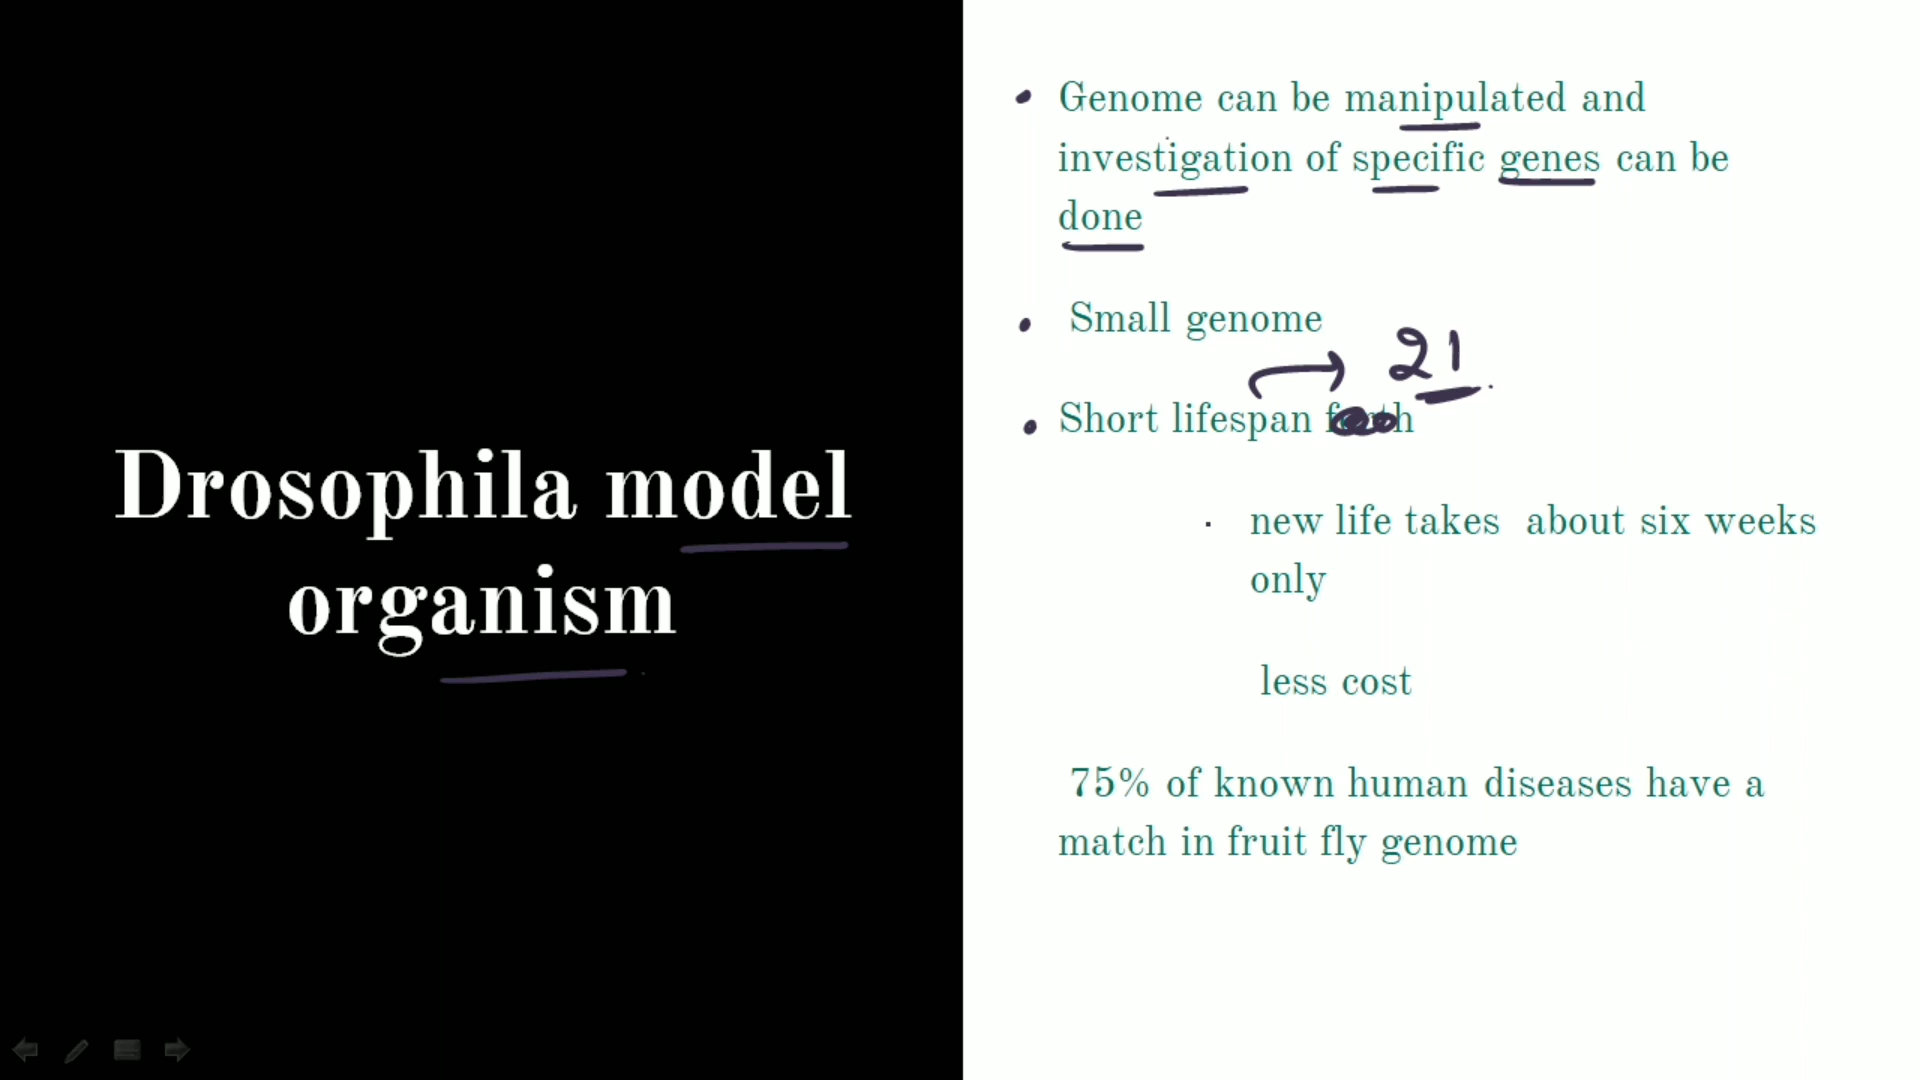 Drosophila model
organism
Genome can be manipulated and
investigation of specific genes can be
done
Small genome
21
Short lifespan
new life takes about six weeks
only
less cost
75% of known human diseases have a
match in fruit fly genome